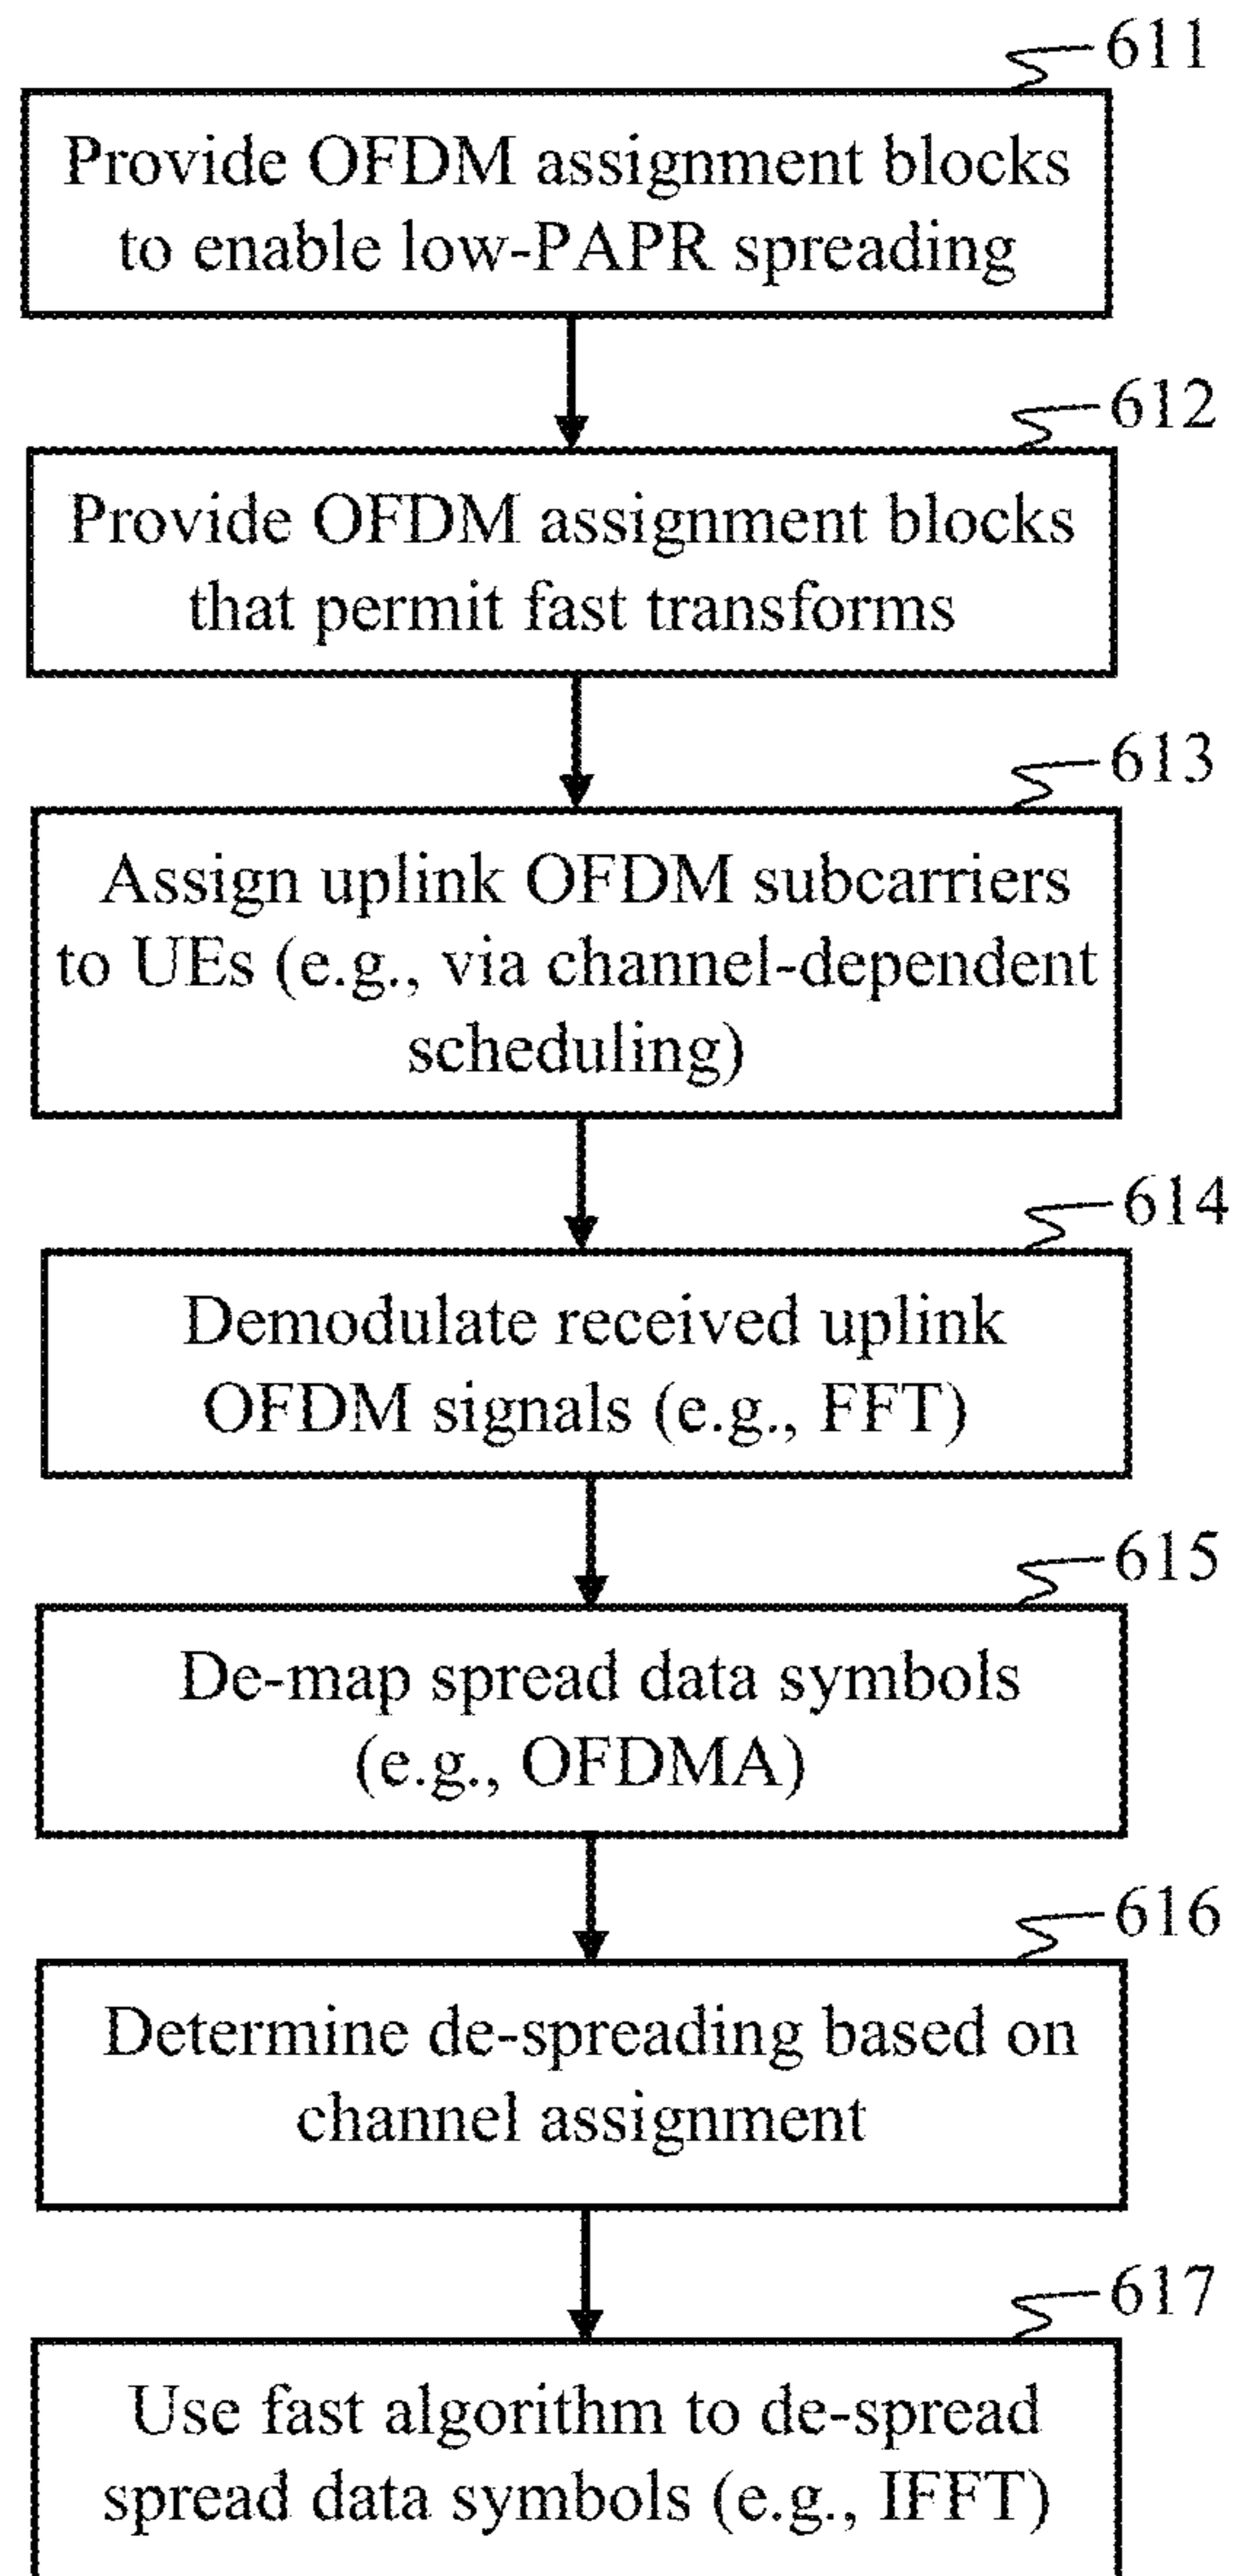 611
Provide OFDM assignment blocks
to enable low-PAPR spreading
612
Provide OFDM assignment blocks
that permit fast transforms
613
Assign uplink OFDM subcarriers
to UEs (e.g., via channel-dependent
scheduling)
614
Demodulate received uplink
OFDM signals (e.g., FFT)
615
De-map spread data symbols
(e.g., OFDMA)
616
Determine de-spreading based on
channel assignment
617
Use fast algorithm to de-spread
spread data symbols (e.g., IFFT)